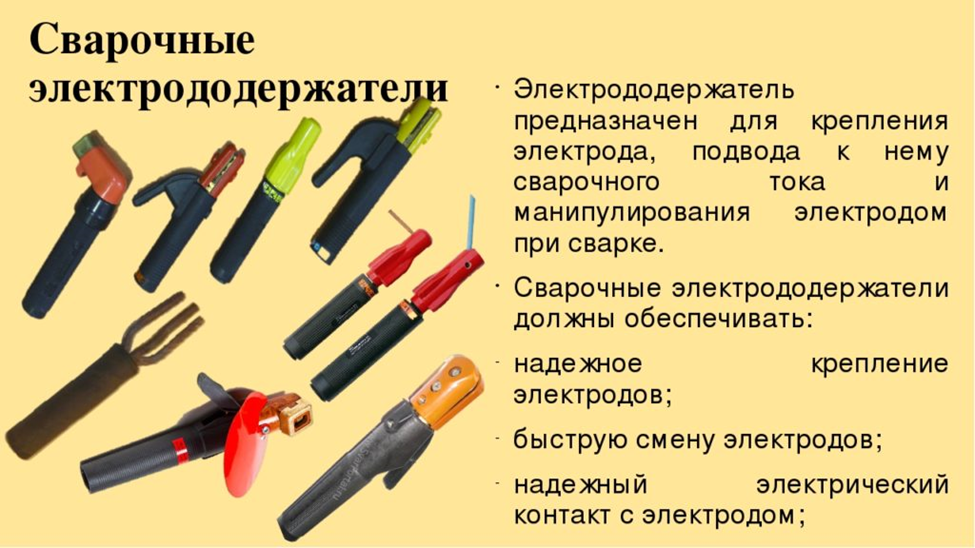 Сварочные
электрододержатели
· Электрододержатель
предназначен для крепления
электрода, подвода к нему
сварочного тока и
манипулирования электродом
при сварке.
· Сварочные электрододержатели
должны обеспечивать:
- надежное крепление
электродов;
- быструю смену электродов;
- надежный электрический
контакт с электродом;